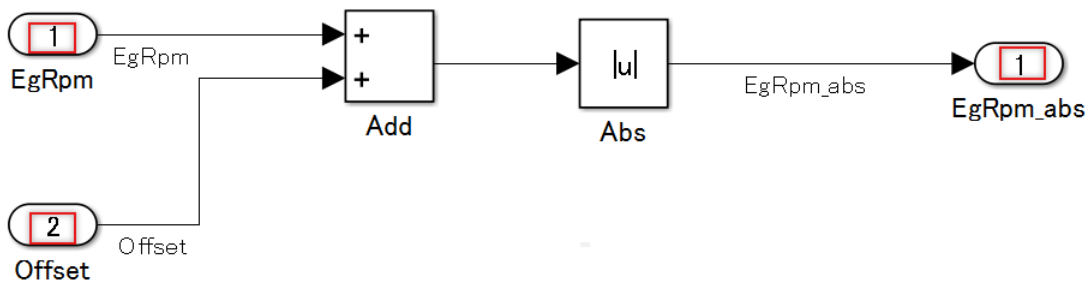 1
EgRpm
EgRpm
+
+
Add
|u|
Abs
EgRpm_abs
1
EgRpm_abs
2
Offset
Offset